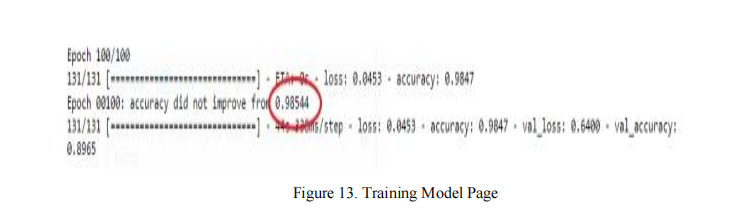 Epoch 100/100
131/131 [==============================] - ETA: 0s - loss: 0.0453 - accuracy: 0.9847
Epoch 00100: accuracy did not improve from 0.98544
131/131 [==============================] - /step - loss: 0.0453 - accuracy: 0.9847 - val_loss: 0.6400 - val_accuracy:
0.8965
Figure 13. Training Model Page